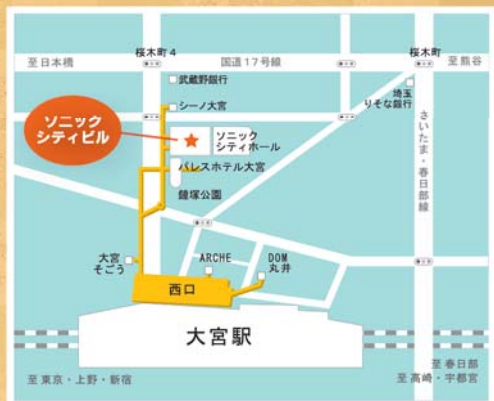 桜木町4
桜木町
至日本橋
国道17号線
至熊谷
武蔵野銀行
シーノ大宮
埼玉
りそな銀行
ソニック
シティビル
ソニック
シティホール
さいたま・春日部線
パレスホテル大宮
鐘塚公園
大宮
そごう
ARCHE
DOM
丸井
西口
大宮駅
至東京・上野・新宿
至春日部
至高崎・宇都宮